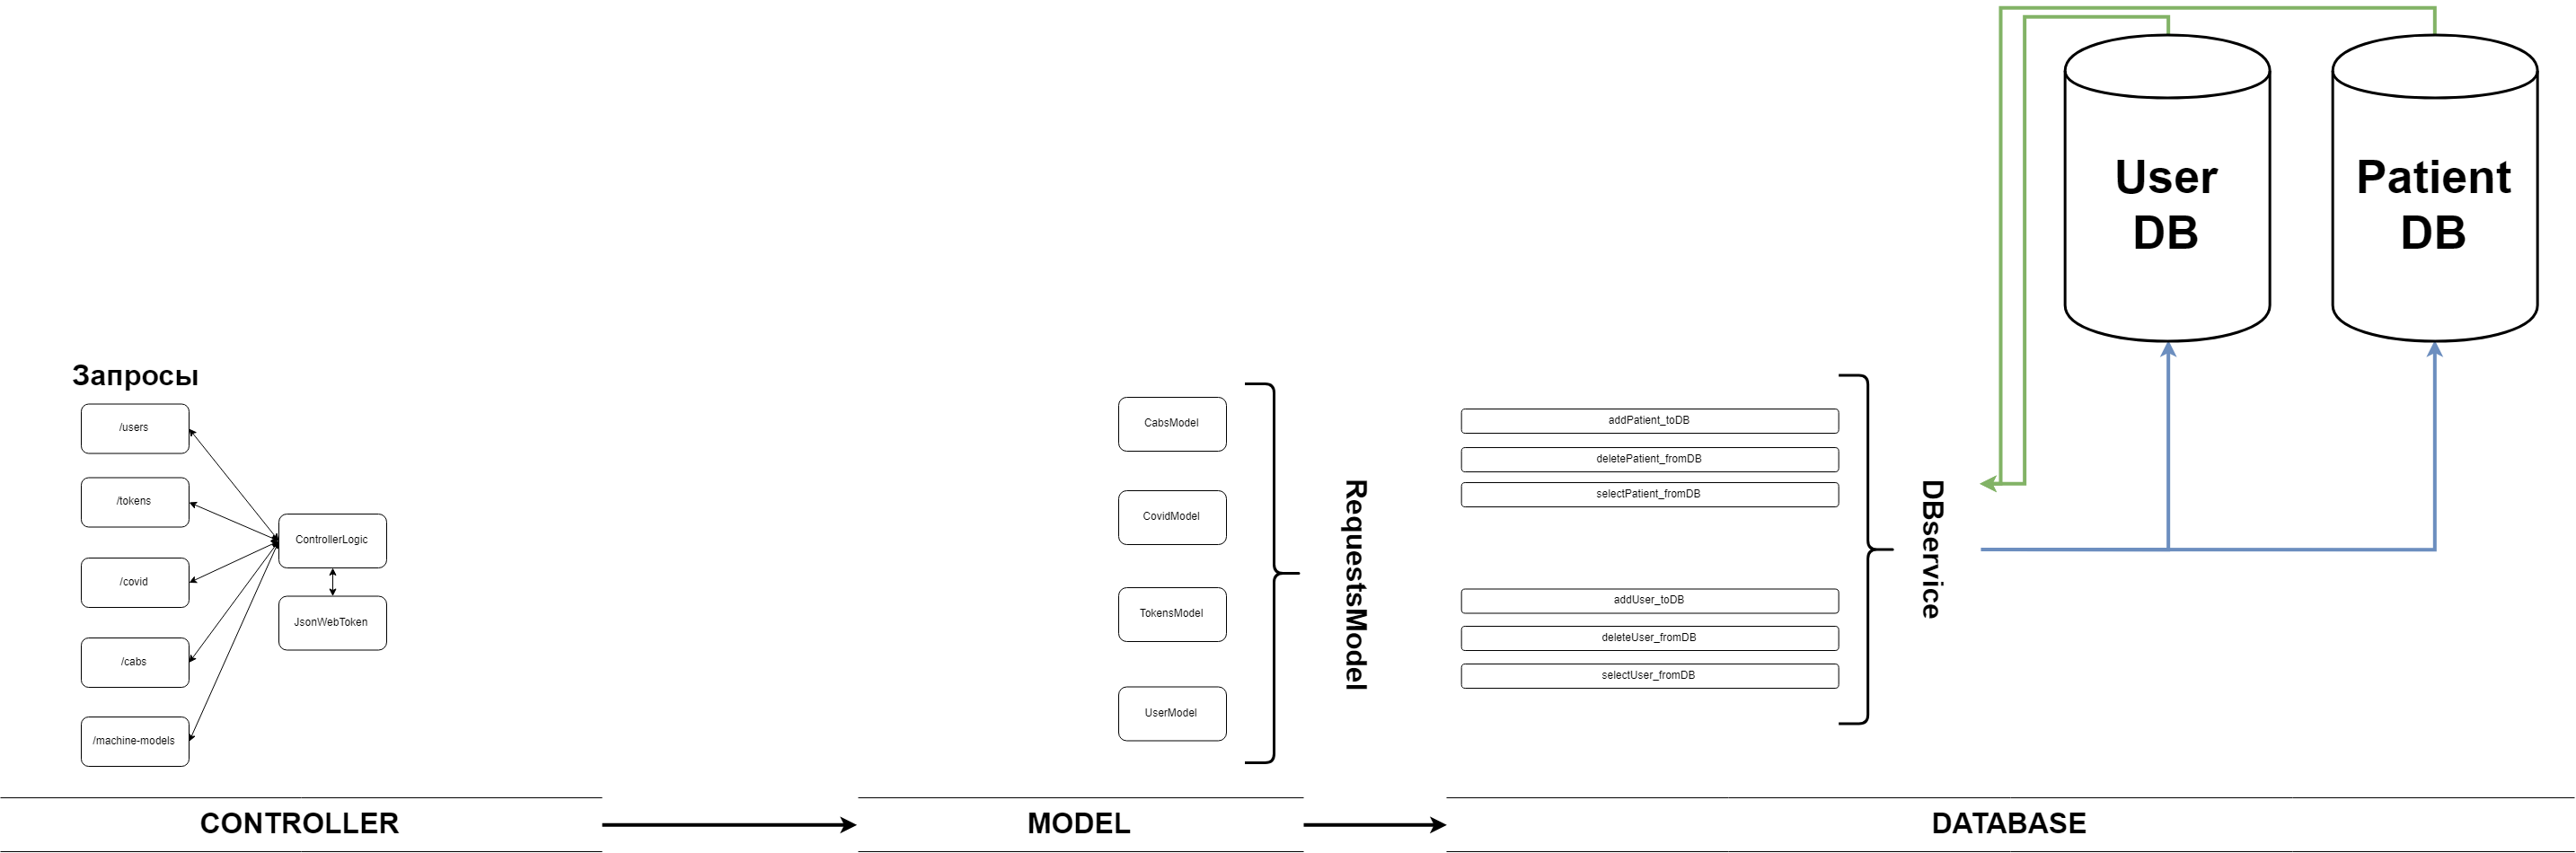 Запросы
/users
/tokens
/covid
/cabs
/machine-models
ControllerLogic
JsonWebToken
CabsModel
CovidModel
TokensModel
UserModel
RequestsModel
addPatient_toDB
deletePatient_fromDB
selectPatient_fromDB
addUser_toDB
deleteUser_fromDB
selectUser_fromDB
DBservice
User
DB
Patient
DB
CONTROLLER
MODEL
DATABASE